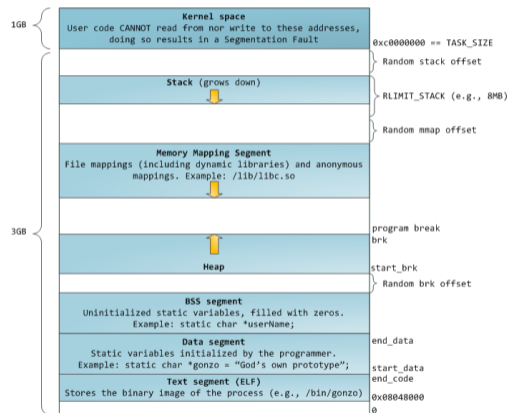 1GB
Kernel space
User code CANNOT read from nor write to these addresses,
doing so results in a Segmentation Fault
0xc0000000 == TASK_SIZE
Random stack offset
Stack (grows down)
RLIMIT_STACK (e.g., 8MB)
Random mmap offset
Memory Mapping Segment
File mappings (including dynamic libraries) and anonymous
mappings. Example: /lib/libc.so
3GB
program break
brk
Heap
start_brk
Random brk offset
BSS segment
Uninitialized static variables, filled with zeros.
Example: static char *userName;
Data segment
Static variables initialized by the programmer.
Example: static char *gonzo = “God’s own prototype”;
end_data
start_data
Text segment (ELF)
Stores the binary image of the process (e.g., /bin/gonzo)
end_code
0x08048000
0